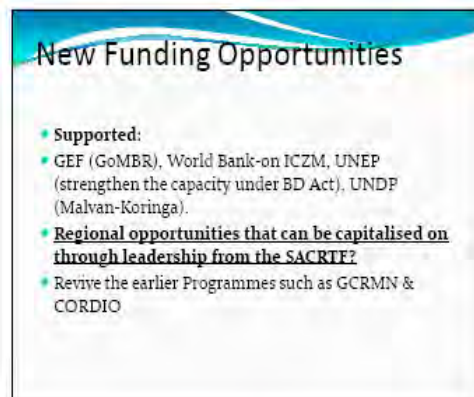 New Funding Opportunities
Supported:
GEF (GoMBR), World Bank-on ICZM, UNEP
(strengthen the capacity under BD Act), UNDP
(Malvan-Koringa).
Regional opportunities that can be capitalised on
through leadership from the SACRTF?
Revive the earlier Programmes such as GCRMN &
CORDIO